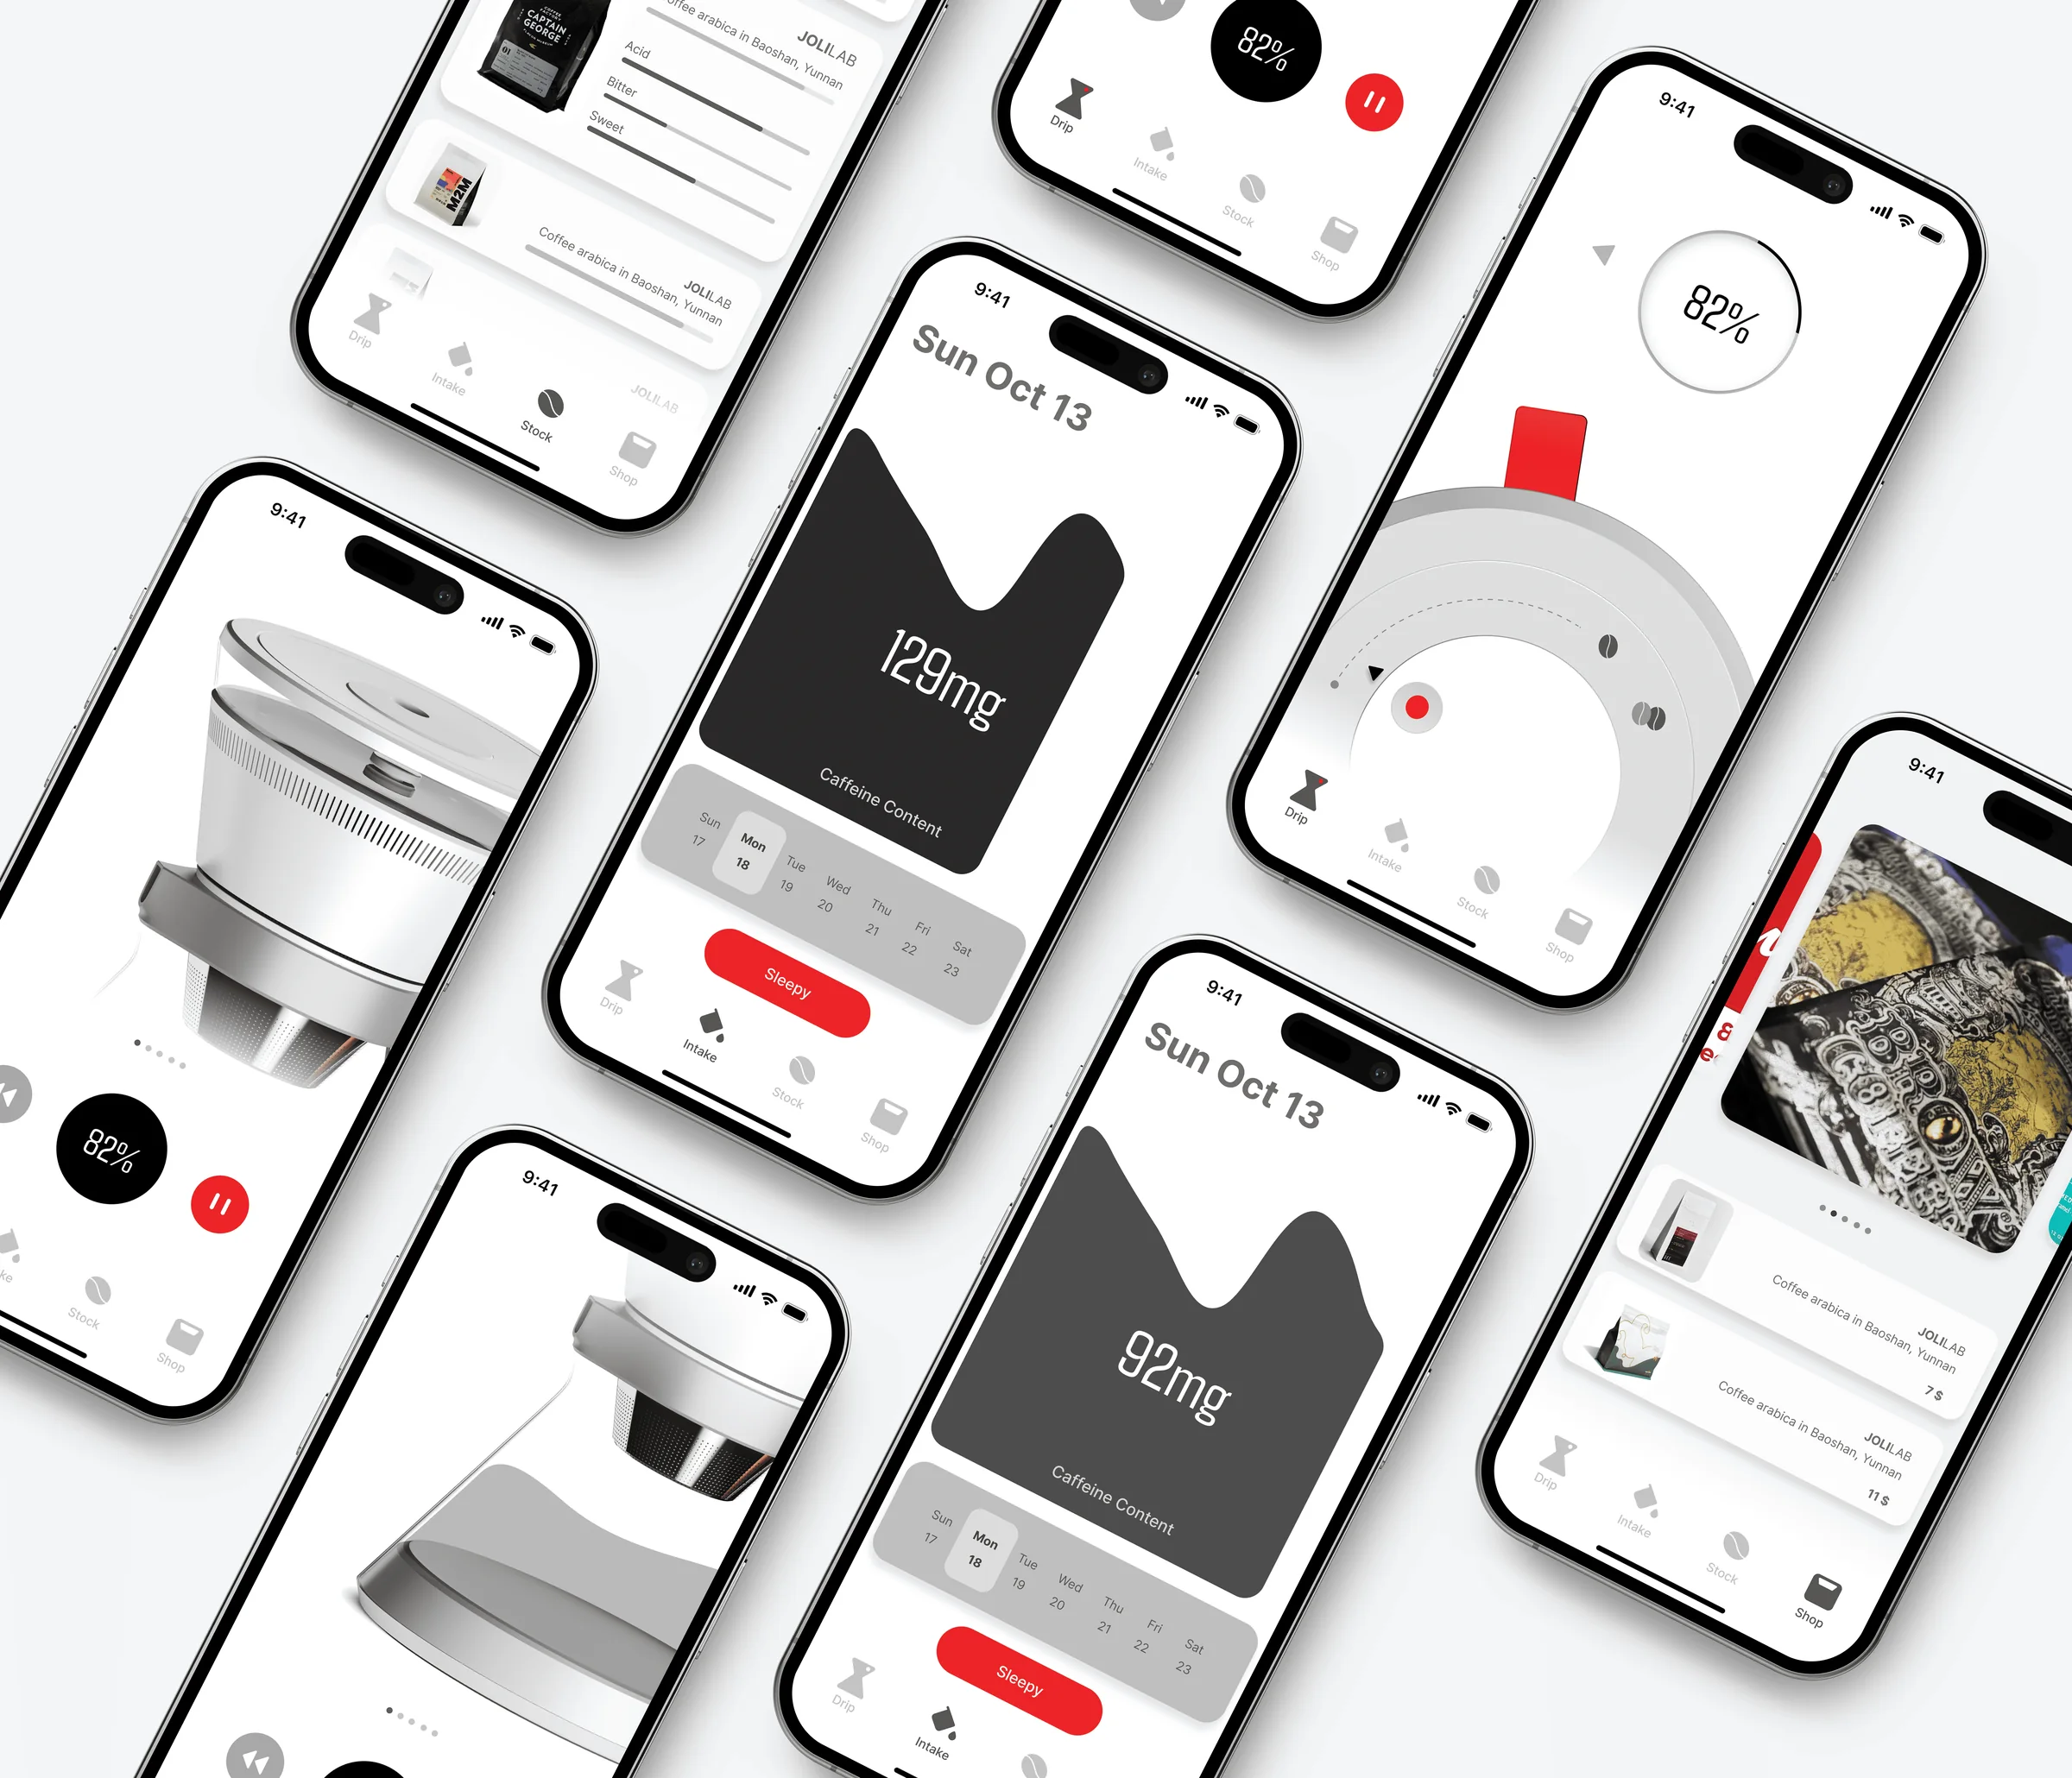 COFFEE
FACTORY
CAPTAIN
GEORGE
01
JOLILAB
Coffee arabica in Baoshan, Yunnan
Acid
Bitter
Sweet
M2M
JOLILAB
Coffee arabica in Baoshan, Yunnan
JOLILAB
Drip
Intake
Stock
Shop
82%
Drip
Intake
Stock
Shop
9:41
82%
Drip
Intake
Stock
Shop
9:41
Sun Oct 13
129mg
Caffeine Content
Sun Mon Tue Wed Thu Fri Sat
17 18 19 20 21 22 23
Sleepy
Drip
Intake
Stock
Shop
9:41
82%
Stock
Shop
9:41
9:41
Sun Oct 13
92mg
Caffeine Content
Sun Mon Tue Wed Thu Fri Sat
17 18 19 20 21 22 23
Sleepy
Drip
Intake
9:41
&
JOLILAB
Coffee arabica in Baoshan, Yunnan
7 $
JOLILAB
Coffee arabica in Baoshan, Yunnan
11 $
Drip
Intake
Stock
Shop